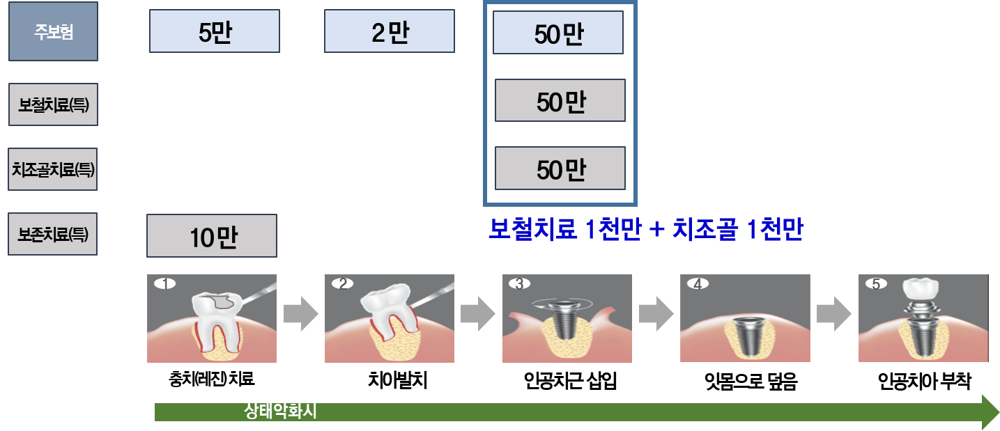 주보험
5만
2만
50만
보철치료(특)
50만
치조골치료(특)
50만
보존치료(특)
10만
보철치료 1천만 + 치조골 1천만
1
2
3
4
5
충치(레진) 치료
치아발치
인공치근 삽입
잇몸으로 덮음
인공치아 부착
상태악화시